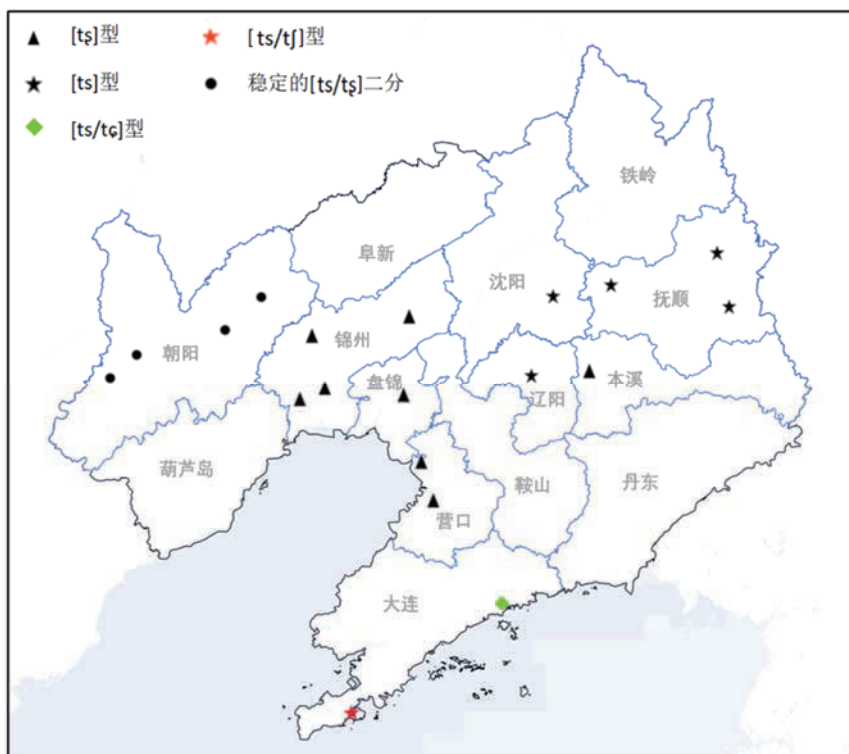 [tʂ]型
[ts/tʃ]型
[ts]型
稳定的[ts/tʂ]二分
[ts/tɕ]型
铁岭
阜新
沈阳
抚顺
锦州
朝阳
盘锦
辽阳
本溪
葫芦岛
鞍山
丹东
营口
大连